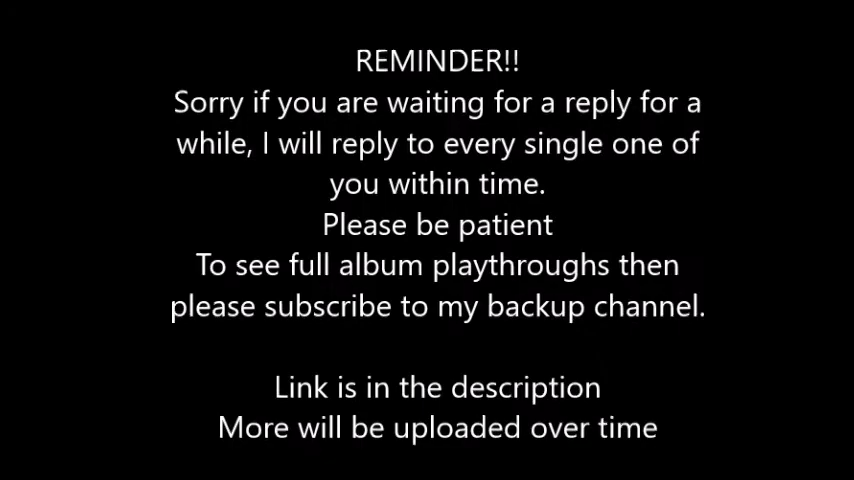 REMINDER!!
Sorry if you are waiting for a reply for a
while, I will reply to every single one of
you within time.
Please be patient
To see full album playthroughs then
please subscribe to my backup channel.
Link is in the description
More will be uploaded over time